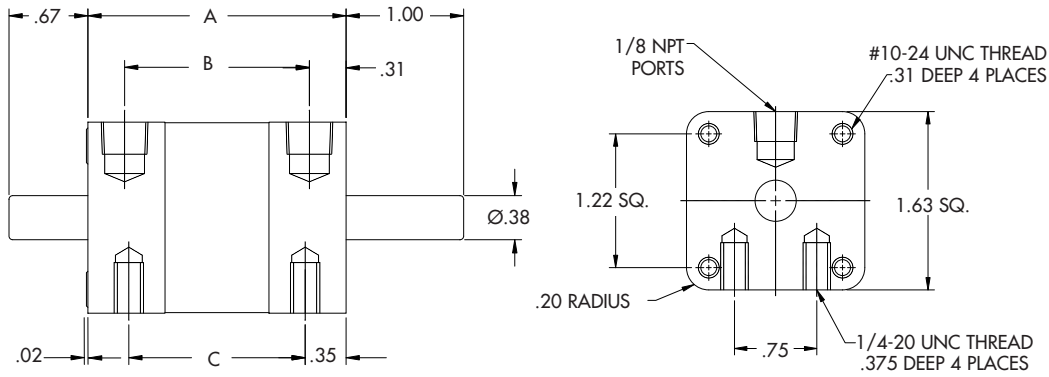 .67
A
1.00
B
.31
Ø.38
.02
C
.35
1/8 NPT
PORTS
#10-24 UNC THREAD
.31 DEEP 4 PLACES
1.22 SQ.
1.63 SQ.
.20 RADIUS
.75
1/4-20 UNC THREAD
.375 DEEP 4 PLACES